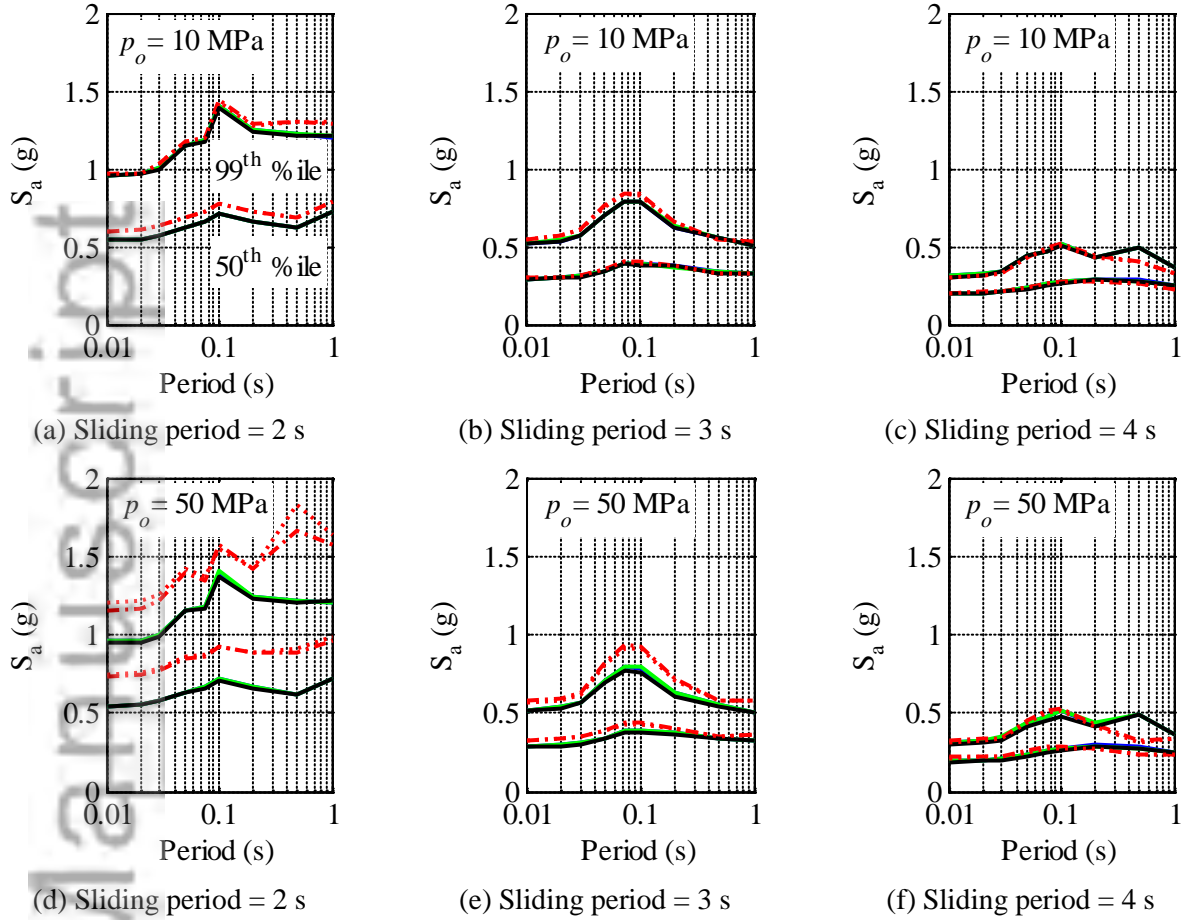 2
1.5
1
0.5
0
S_a (g)
p_o = 10 MPa
99th % ile
50th % ile
0.01 0.1 1
Period (s)
(a) Sliding period = 2 s
2
1.5
1
0.5
0
S_a (g)
p_o = 10 MPa
0.01 0.1 1
Period (s)
(b) Sliding period = 3 s
2
1.5
1
0.5
0
S_a (g)
p_o = 10 MPa
0.01 0.1 1
Period (s)
(c) Sliding period = 4 s
2
1.5
1
0.5
0
S_a (g)
p_o = 50 MPa
0.01 0.1 1
Period (s)
(d) Sliding period = 2 s
2
1.5
1
0.5
0
S_a (g)
p_o = 50 MPa
0.01 0.1 1
Period (s)
(e) Sliding period = 3 s
2
1.5
1
0.5
0
S_a (g)
p_o = 50 MPa
0.01 0.1 1
Period (s)
(f) Sliding period = 4 s
Manuscript